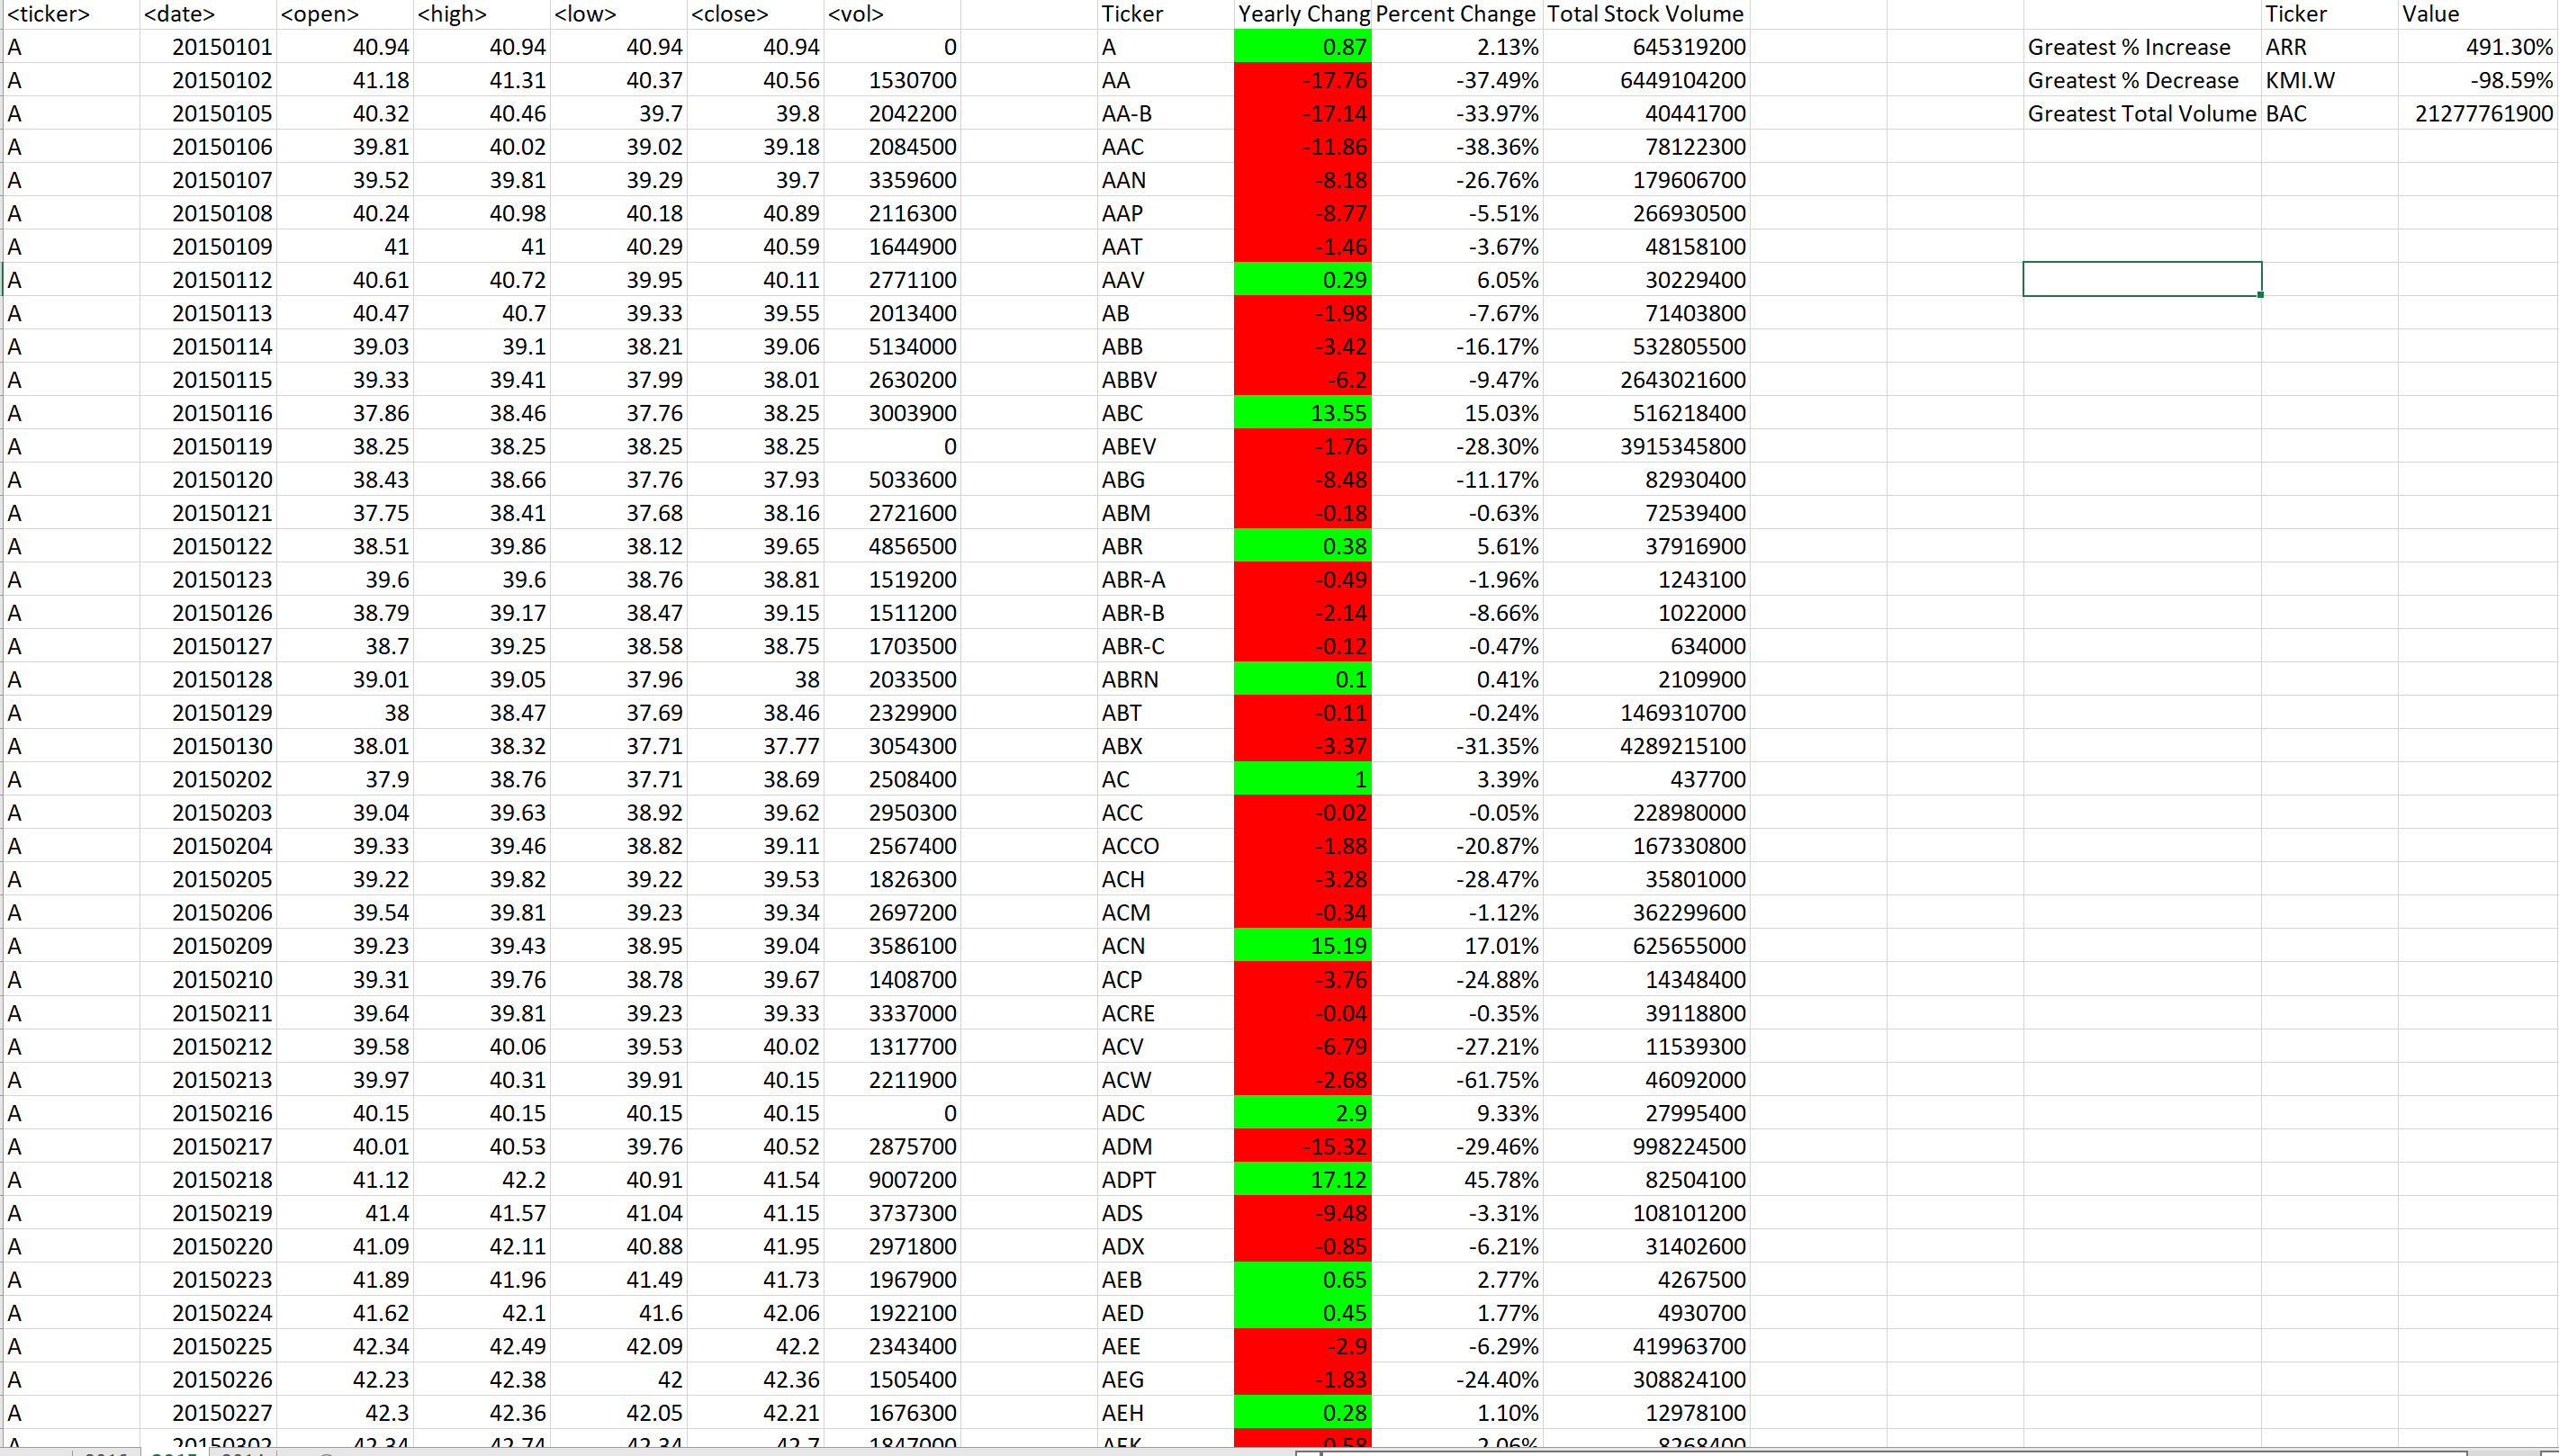 <ticker> <date> <open> <high> <low> <close> <vol> Ticker Yearly Chang Percent Change Total Stock Volume Ticker Value
A 20150101 40.94 40.94 40.94 40.94 0 A 0.87 2.13% 645319200 Greatest % Increase ARR 491.30%
A 20150102 41.18 41.31 40.37 40.56 1530700 AA -17.76 -37.49% 6449104200 Greatest % Decrease KMI.W -98.59%
A 20150105 40.32 40.46 39.7 39.8 2042200 AA-B -17.14 -33.97% 40441700 Greatest Total Volume BAC 21277761900
A 20150106 39.81 40.02 39.02 39.18 2084500 AAC -11.86 -38.36% 78122300
A 20150107 39.52 39.81 39.29 39.7 3359600 AAN -8.18 -26.76% 179606700
A 20150108 40.24 40.98 40.18 40.89 2116300 AAP -8.77 -5.51% 266930500
A 20150109 41 41 40.29 40.59 1644900 AAT -1.46 -3.67% 48158100
A 20150112 40.61 40.72 39.95 40.11 2771100 AAV 0.29 6.05% 30229400
A 20150113 40.47 40.7 39.33 39.55 2013400 AB -1.98 -7.67% 71403800
A 20150114 39.03 39.1 38.21 39.06 5134000 ABB -3.42 -16.17% 532805500
A 20150115 39.33 39.41 37.99 38.01 2630200 ABBV -6.2 -9.47% 2643021600
A 20150116 37.86 38.46 37.76 38.25 3003900 ABC 13.55 15.03% 516218400
A 20150119 38.25 38.25 38.25 38.25 0 ABEV -1.76 -28.30% 3915345800
A 20150120 38.43 38.66 37.76 37.93 5033600 ABG -8.48 -11.17% 82930400
A 20150121 37.75 38.41 37.68 38.16 2721600 ABM -0.18 -0.63% 72539400
A 20150122 38.51 39.86 38.12 39.65 4856500 ABR 0.38 5.61% 37916900
A 20150123 39.6 39.6 38.76 38.81 1519200 ABR-A -0.49 -1.96% 1243100
A 20150126 38.79 39.17 38.47 39.15 1511200 ABR-B -2.14 -8.66% 1022000
A 20150127 38.7 39.25 38.58 38.75 1703500 ABR-C -0.12 -0.47% 634000
A 20150128 39.01 39.05 37.96 38 2033500 ABRN 0.1 0.41% 2109900
A 20150129 38 38.47 37.69 38.46 2329900 ABT -0.11 -0.24% 1469310700
A 20150130 38.01 38.32 37.71 37.77 3054300 ABX -3.37 -31.35% 4289215100
A 20150202 37.9 38.76 37.71 38.69 2508400 AC 1 3.39% 437700
A 20150203 39.04 39.63 38.92 39.62 2950300 ACC -0.02 -0.05% 228980000
A 20150204 39.33 39.46 38.82 39.11 2567400 ACCO -1.88 -20.87% 167330800
A 20150205 39.22 39.82 39.22 39.53 1826300 ACH -3.28 -28.47% 35801000
A 20150206 39.54 39.81 39.23 39.34 2697200 ACM -0.34 -1.12% 362299600
A 20150209 39.23 39.43 38.95 39.04 3586100 ACN 15.19 17.01% 625655000
A 20150210 39.31 39.76 38.78 39.67 1408700 ACP -3.76 -24.88% 14348400
A 20150211 39.64 39.81 39.23 39.33 3337000 ACRE -0.04 -0.35% 39118800
A 20150212 39.58 40.06 39.53 40.02 1317700 ACV -6.79 -27.21% 11539300
A 20150213 39.97 40.31 39.91 40.15 2211900 ACW -2.68 -61.75% 46092000
A 20150216 40.15 40.15 40.15 40.15 0 ADC 2.9 9.33% 27995400
A 20150217 40.01 40.53 39.76 40.52 2875700 ADM -15.32 -29.46% 998224500
A 20150218 41.12 42.2 40.91 41.54 9007200 ADPT 17.12 45.78% 82504100
A 20150219 41.4 41.57 41.04 41.15 3737300 ADS -9.48 -3.31% 108101200
A 20150220 41.09 42.11 40.88 41.95 2971800 ADX -0.85 -6.21% 31402600
A 20150223 41.89 41.96 41.49 41.73 1967900 AEB 0.65 2.77% 4267500
A 20150224 41.62 42.1 41.6 42.06 1922100 AED 0.45 1.77% 4930700
A 20150225 42.34 42.49 42.09 42.2 2343400 AEE -2.9 -6.29% 419963700
A 20150226 42.23 42.38 42 42.36 1505400 AEG -1.83 -24.40% 308824100
A 20150227 42.3 42.36 42.05 42.21 1676300 AEH 0.28 1.10% 12978100
A 20150302 42.34 42.74 42.34 42.7 1847000 AEK